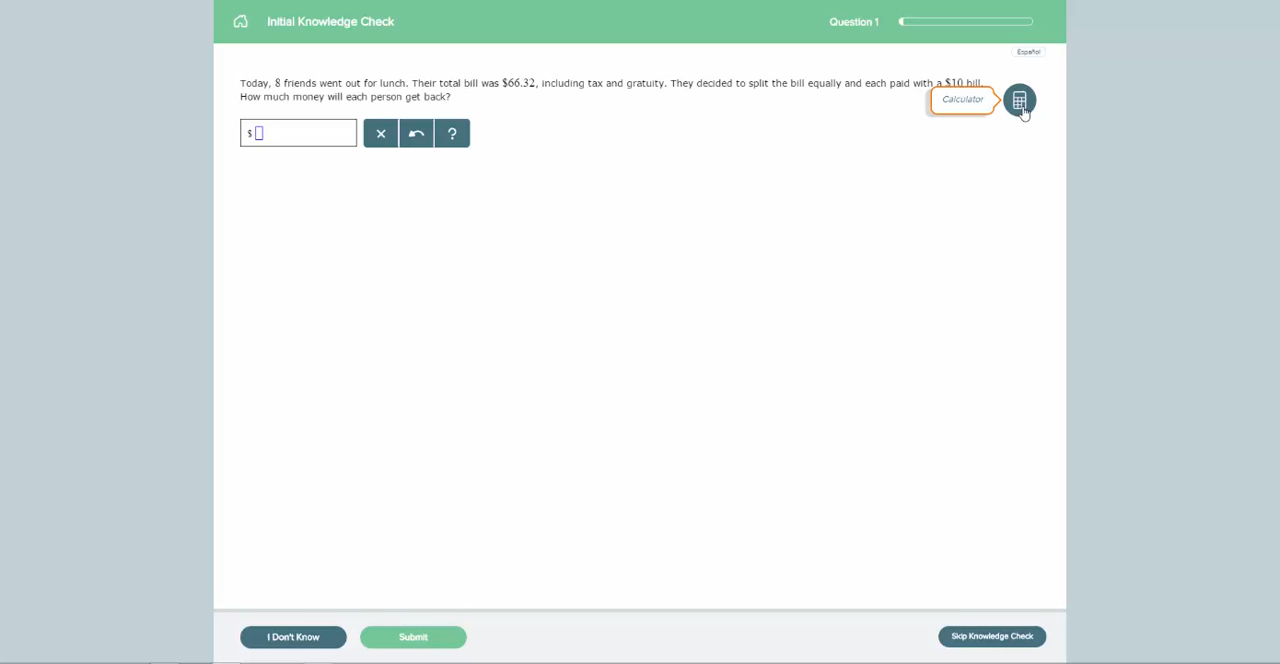 Initial Knowledge Check
Question 1
Español
Today, 8 friends went out for lunch. Their total bill was $66.32, including tax and gratuity. They decided to split the bill equally and each paid with a $10 bill.
How much money will each person get back?
Calculator
$
?
I Don't Know
Submit
Skip Knowledge Check